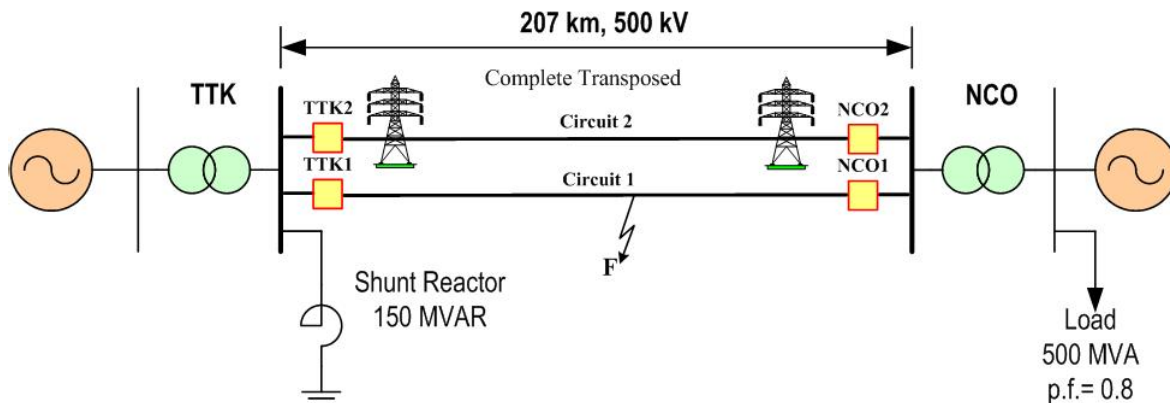 207 km, 500 kV
Complete Transposed
TTK
NCO
TTK2
NCO2
Circuit 2
TTK1
NCO1
Circuit 1
F
Shunt Reactor
150 MVAR
Load
500 MVA
p.f.= 0.8